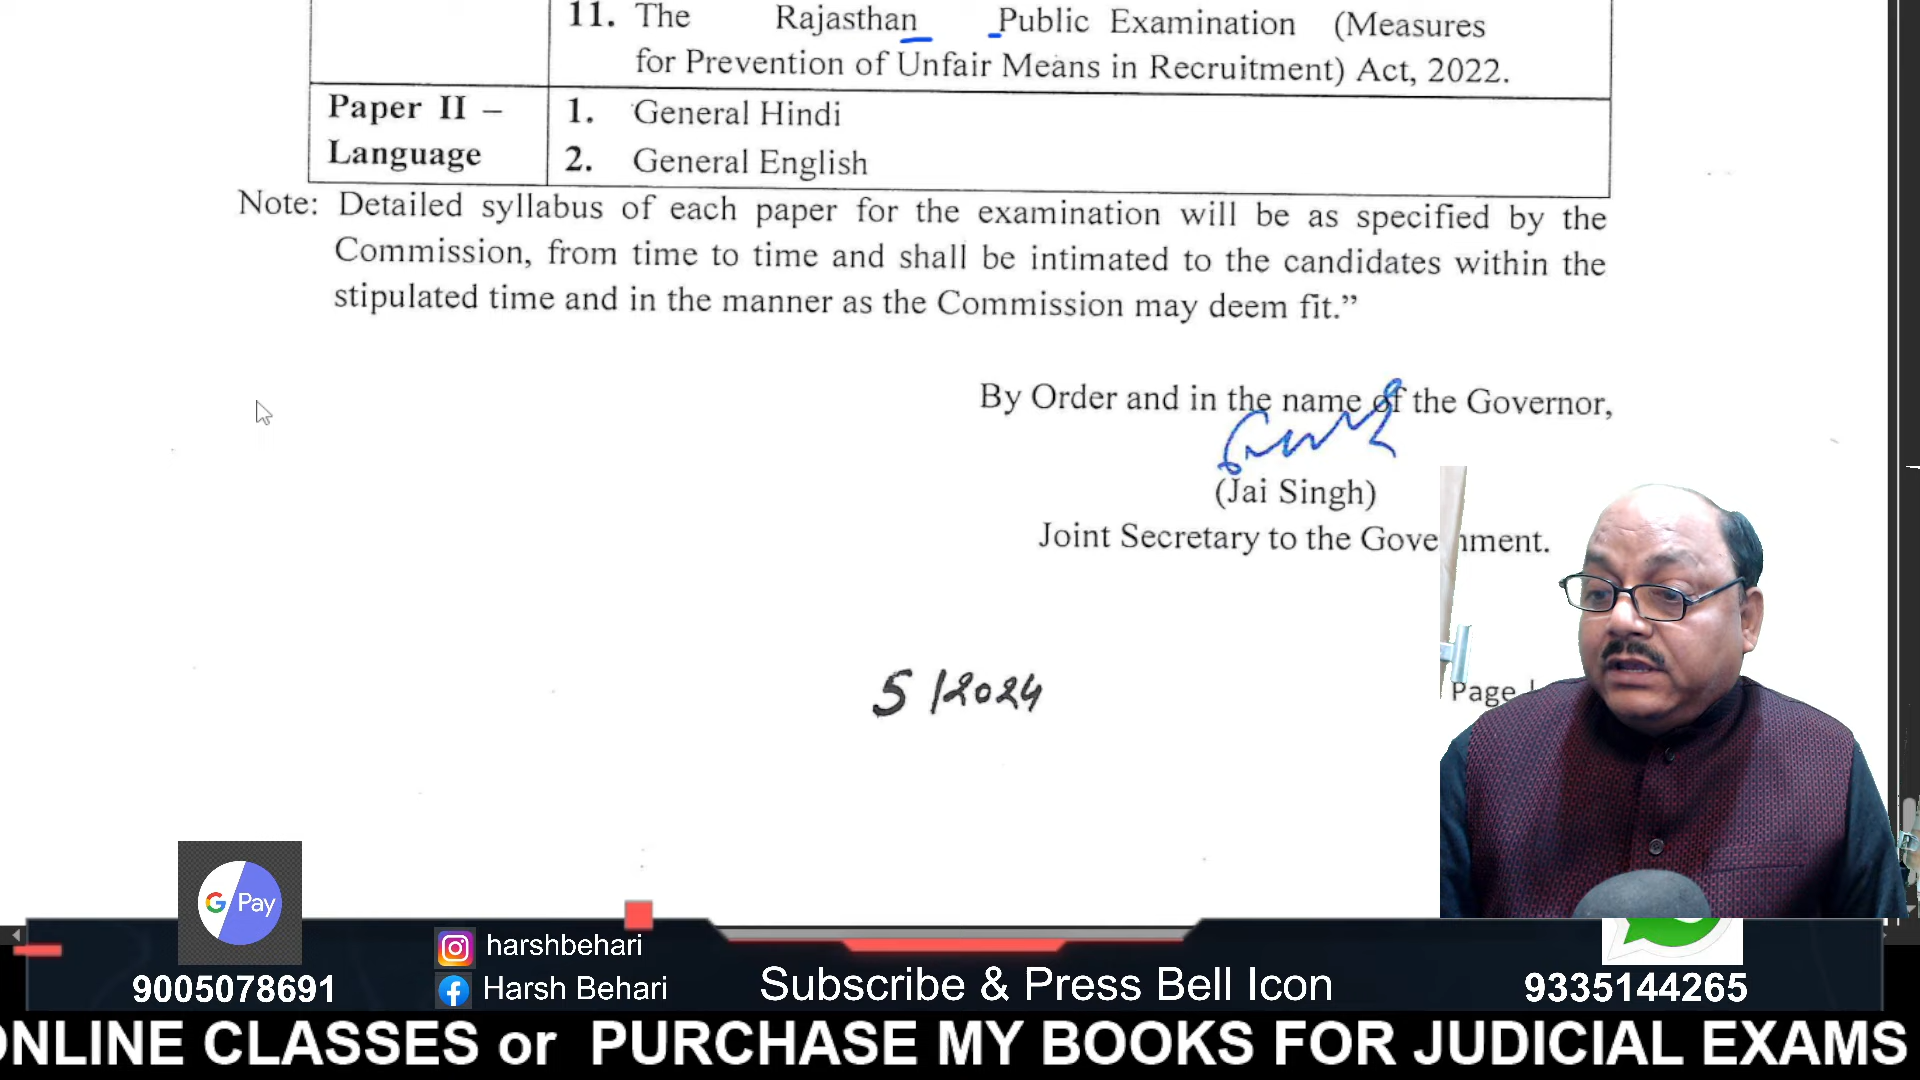 11. The Rajasthan Public Examination (Measures
for Prevention of Unfair Means in Recruitment) Act, 2022.
Paper II –
Language
1. General Hindi
2. General English
Note: Detailed syllabus of each paper for the examination will be as specified by the
Commission, from time to time and shall be intimated to the candidates within the
stipulated time and in the manner as the Commission may deem fit.”
By Order and in the name of the Governor,
(Jai Singh)
Joint Secretary to the Government.
5/2024
Page
G Pay
9005078691
harshbehari
Harsh Behari
Subscribe & Press Bell Icon
9335144265
ONLINE CLASSES or PURCHASE MY BOOKS FOR JUDICIAL EXAMS